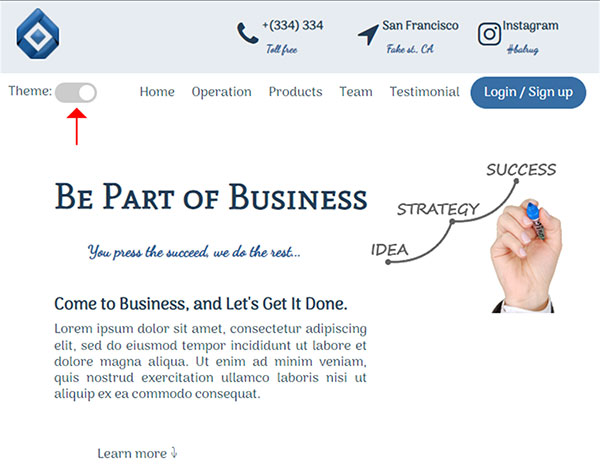 +(334) 334
Toll free
San Francisco
Fake st., CA
Instagram
#balrug
Theme:
Home
Operation
Products
Team
Testimonial
Login / Sign up
Be Part of Business
You press the succeed, we do the rest...
SUCCESS
STRATEGY
IDEA
Come to Business, and Let's Get It Done.
Lorem ipsum dolor sit amet, consectetur adipiscing
elit, sed do eiusmod tempor incididunt ut labore et
dolore magna aliqua. Ut enim ad minim veniam,
quis nostrud exercitation ullamco laboris nisi ut
aliquip ex ea commodo consequat.
Learn more ⤵